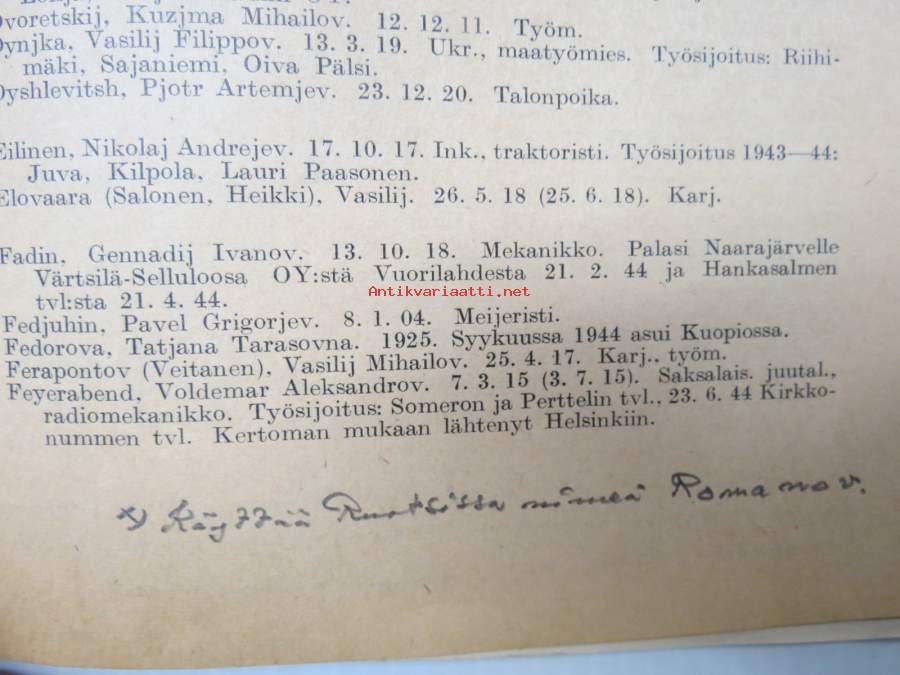 Dvoretskij, Kuzjma Mihailov. 12. 12. 11. Työm.
Dynjka, Vasilij Filippov. 13. 3. 19. Ukr., maatyömies. Työsijoitus: Riihi-
mäki, Sajaniemi, Oiva Pälsi.
Dyshlevitsh, Pjotr Artemjev. 23. 12. 20. Talonpoika.
Eilinen, Nikolaj Andrejev. 17. 10. 17. Ink., traktoristi. Työsijoitus 1943—44:
Juva, Kilpola, Lauri Paasonen.
Elovaara (Salonen, Heikki), Vasilij. 26. 5. 18 (25. 6. 18). Karj.
Fadin, Gennadij Ivanov. 13. 10. 18. Mekanikko. Palasi Naarajärvelle
Värtsilä-Selluloosa OY:stä Vuorilahdesta 21. 2. 44 ja Hankasalmen
tvl:sta 21. 4. 44.
Antikvariaatti.net
Fedjuhin, Pavel Grigorjev. 8. 1. 04. Meijeristi.
Fedorova, Tatjana Tarasovna. 1925. Syykuussa 1944 asui Kuopiossa.
Ferapontov (Veitanen), Vasilij Mihailov. 25. 4. 17. Karj., työm.
Feyerabend, Voldemar Aleksandrov. 7. 3. 15 (3. 7. 15). Saksalais. juutal.,
radiomekanikko. Työsijoitus: Someron ja Perttelin tvl., 23. 6. 44 Kirkko-
nummen tvl. Kertoman mukaan lähtenyt Helsinkiin.
x) Käyttää Ruotsissa nimeä Romanov.